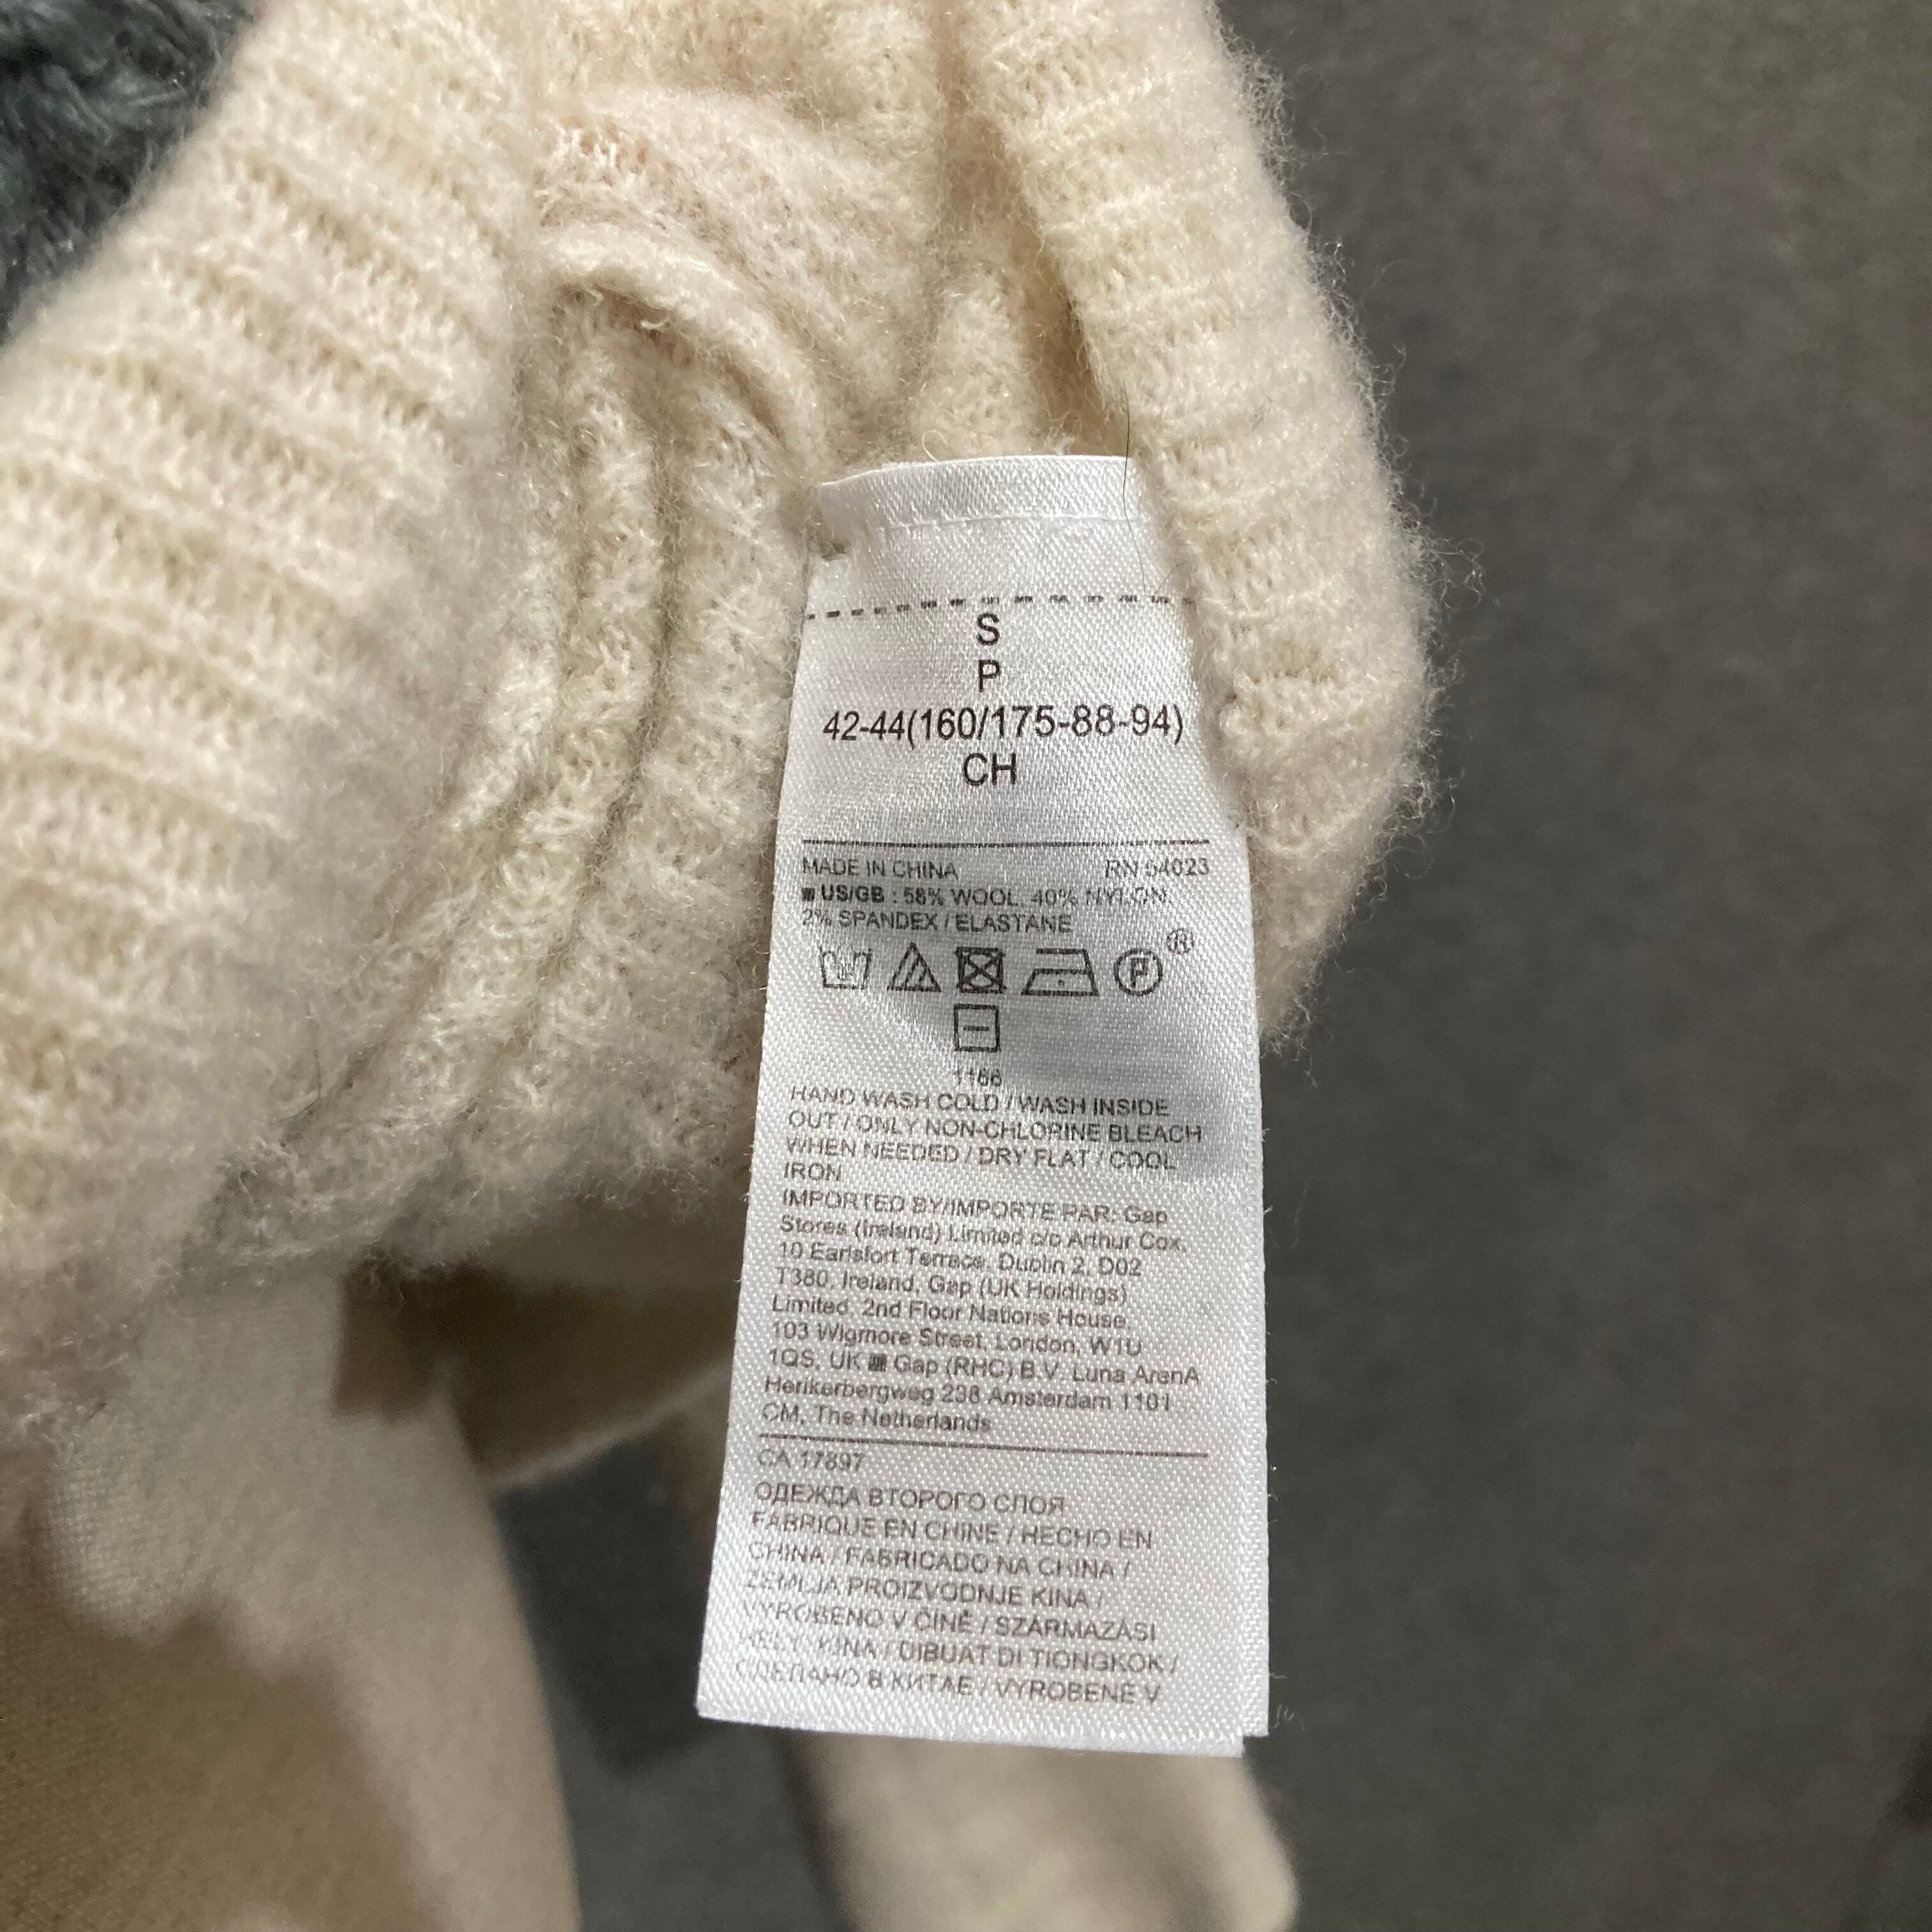 S
P
42-44(160/175-88-94)
CH
MADE IN CHINA RN 54023
US/GB : 58% WOOL, 40% NYLON,
2% SPANDEX / ELASTANE
P ®
1166
HAND WASH COLD / WASH INSIDE
OUT / ONLY NON-CHLORINE BLEACH
WHEN NEEDED / DRY FLAT / COOL
IRON
IMPORTED BY/IMPORTE PAR: Gap
Stores (Ireland) Limited c/o Arthur Cox,
10 Earlsfort Terrace, Dublin 2, D02
T380, Ireland, Gap (UK Holdings)
Limited, 2nd Floor Nations House,
103 Wigmore Street, London, W1U
1QS, UK Gap (RHC) B.V. Luna ArenA
Herikerbergweg 238 Amsterdam 1101
CM, The Netherlands
CA 17897
ОДЕЖДА ВТОРОГО СЛОЯ
FABRIQUE EN CHINE / HECHO EN
CHINA / FABRICADO NA CHINA /
ZEMLJA PROIZVODNJE KINA /
VYROBENO V ČÍNĚ / SZÁRMAZÁSI
HELY: KÍNA / DIBUAT DI TIONGKOK /
СДЕЛАНО В КИТАЕ / VYROBENÉ V